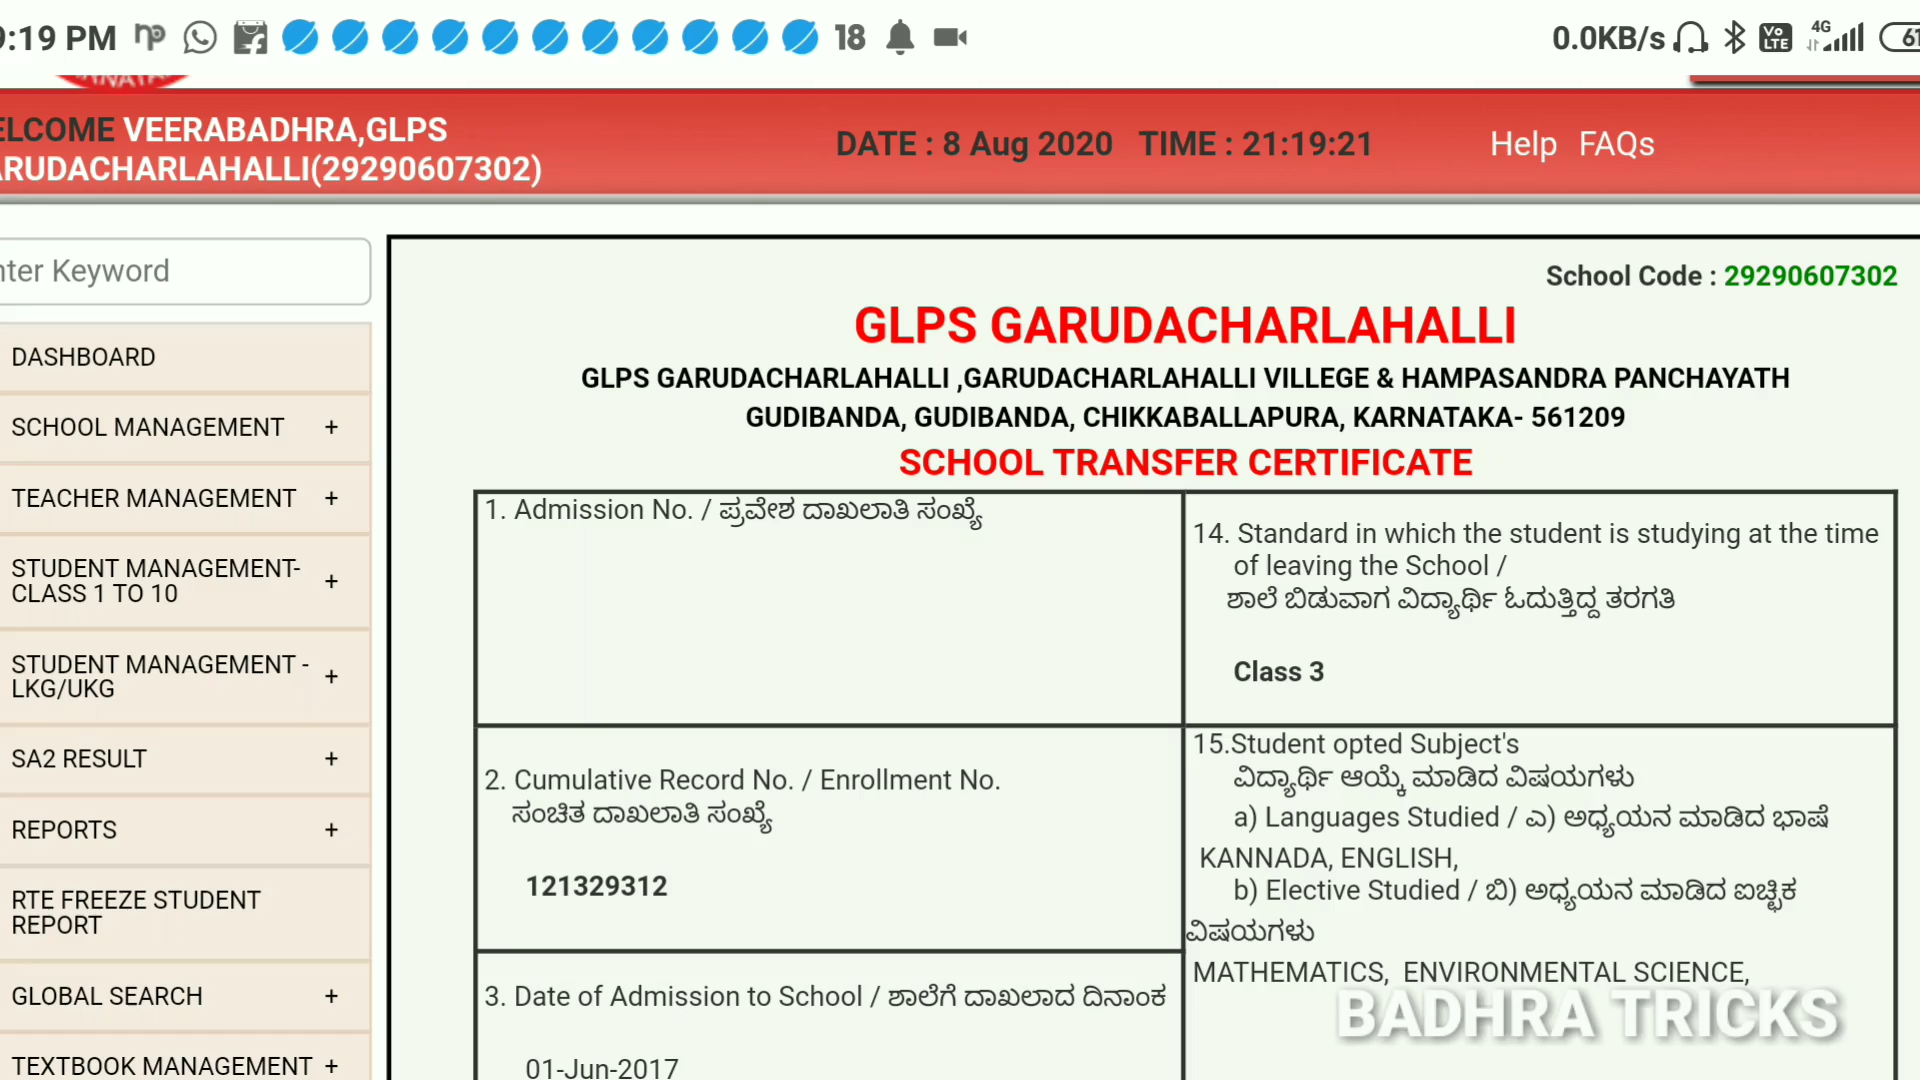 :19 PM
18
0.0KB/s
4G
Vo
LTE
61
ELCOME VEERABADHRA,GLPS
ARUDACHARLAHALLI(29290607302)
DATE : 8 Aug 2020 TIME : 21:19:21
Help FAQs
nter Keyword
DASHBOARD
SCHOOL MANAGEMENT +
TEACHER MANAGEMENT +
STUDENT MANAGEMENT-
CLASS 1 TO 10 +
STUDENT MANAGEMENT -
LKG/UKG +
SA2 RESULT +
REPORTS +
RTE FREEZE STUDENT
REPORT
GLOBAL SEARCH +
TEXTBOOK MANAGEMENT +
School Code : 29290607302
GLPS GARUDACHARLAHALLI
GLPS GARUDACHARLAHALLI ,GARUDACHARLAHALLI VILLEGE & HAMPASANDRA PANCHAYATH
GUDIBANDA, GUDIBANDA, CHIKKABALLAPURA, KARNATAKA- 561209
SCHOOL TRANSFER CERTIFICATE
1. Admission No. / ಪ್ರವೇಶ ದಾಖಲಾತಿ ಸಂಖ್ಯೆ
2. Cumulative Record No. / Enrollment No.
ಸಂಚಿತ ದಾಖಲಾತಿ ಸಂಖ್ಯೆ
121329312
3. Date of Admission to School / ಶಾಲೆಗೆ ದಾಖಲಾದ ದಿನಾಂಕ
01-Jun-2017
14. Standard in which the student is studying at the time
of leaving the School /
ಶಾಲೆ ಬಿಡುವಾಗ ವಿದ್ಯಾರ್ಥಿ ಓದುತ್ತಿದ್ದ ತರಗತಿ
Class 3
15.Student opted Subject's
ವಿದ್ಯಾರ್ಥಿ ಆಯ್ಕೆ ಮಾಡಿದ ವಿಷಯಗಳು
a) Languages Studied / ಎ) ಅಧ್ಯಯನ ಮಾಡಿದ ಭಾಷೆ
KANNADA, ENGLISH,
b) Elective Studied / ಬಿ) ಅಧ್ಯಯನ ಮಾಡಿದ ಐಚ್ಛಿಕ
ವಿಷಯಗಳು
MATHEMATICS, ENVIRONMENTAL SCIENCE,
BADHRA TRICKS